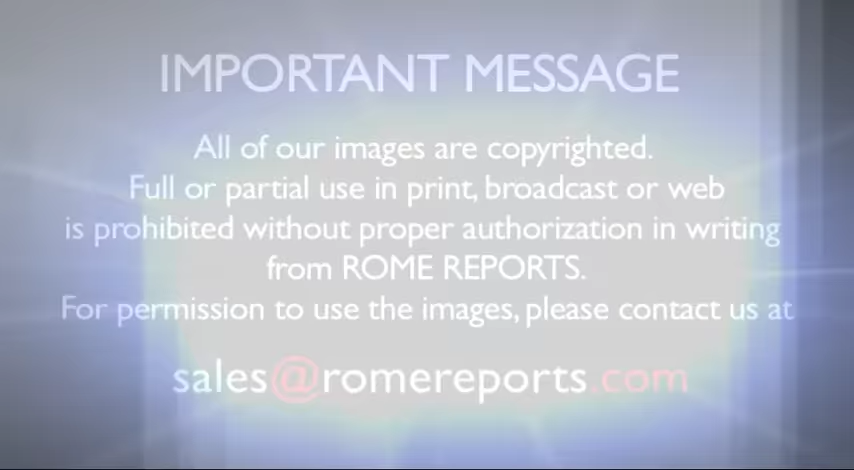 IMPORTANT MESSAGE
All of our images are copyrighted.
Full or partial use in print, broadcast or web
is prohibited without proper authorization in writing
from ROME REPORTS.
For permission to use the images, please contact us at
sales@romereports.com